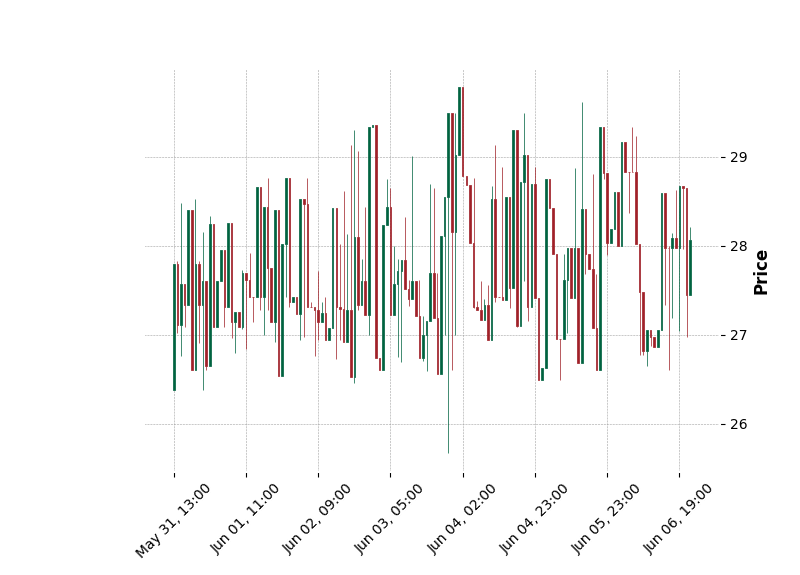 29
28
27
26
Price
May 31, 13:00
Jun 01, 11:00
Jun 02, 09:00
Jun 03, 05:00
Jun 04, 02:00
Jun 04, 23:00
Jun 05, 23:00
Jun 06, 19:00